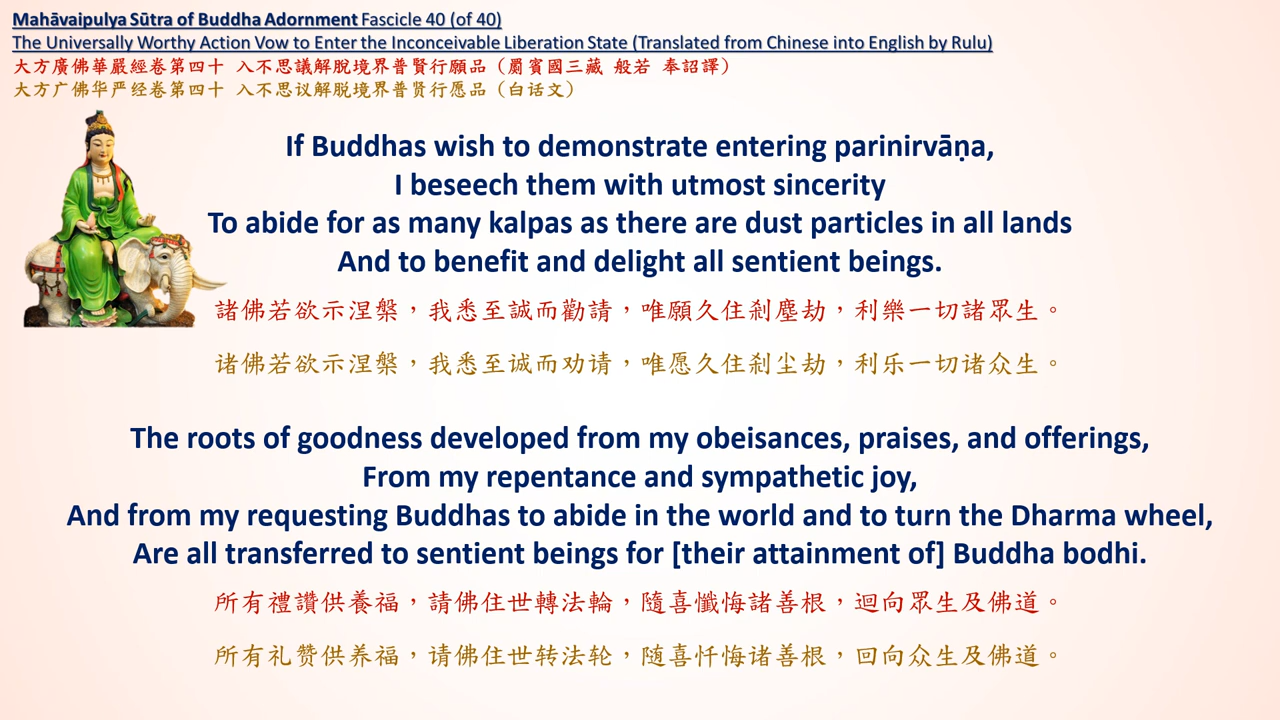 Mahāvaipulya Sūtra of Buddha Adornment Fascicle 40 (of 40)
The Universally Worthy Action Vow to Enter the Inconceivable Liberation State (Translated from Chinese into English by Rulu)
大方廣佛華嚴經卷第四十 入不思議解脫境界普賢行願品（罽賓國三藏 般若 奉詔譯）
大方广佛华严经卷第四十 入不思议解脱境界普贤行愿品（白话文）
If Buddhas wish to demonstrate entering parinirvāṇa,
I beseech them with utmost sincerity
To abide for as many kalpas as there are dust particles in all lands
And to benefit and delight all sentient beings.
諸佛若欲示涅槃，我悉至誠而勸請，唯願久住剎塵劫，利樂一切諸眾生。
诸佛若欲示涅槃，我悉至诚而劝请，唯愿久住刹尘劫，利乐一切诸众生。
The roots of goodness developed from my obeisances, praises, and offerings,
From my repentance and sympathetic joy,
And from my requesting Buddhas to abide in the world and to turn the Dharma wheel,
Are all transferred to sentient beings for [their attainment of] Buddha bodhi.
所有禮讚供養福，請佛住世轉法輪，隨喜懺悔諸善根，迴向眾生及佛道。
所有礼赞供养福，请佛住世转法轮，随喜忏悔诸善根，回向众生及佛道。